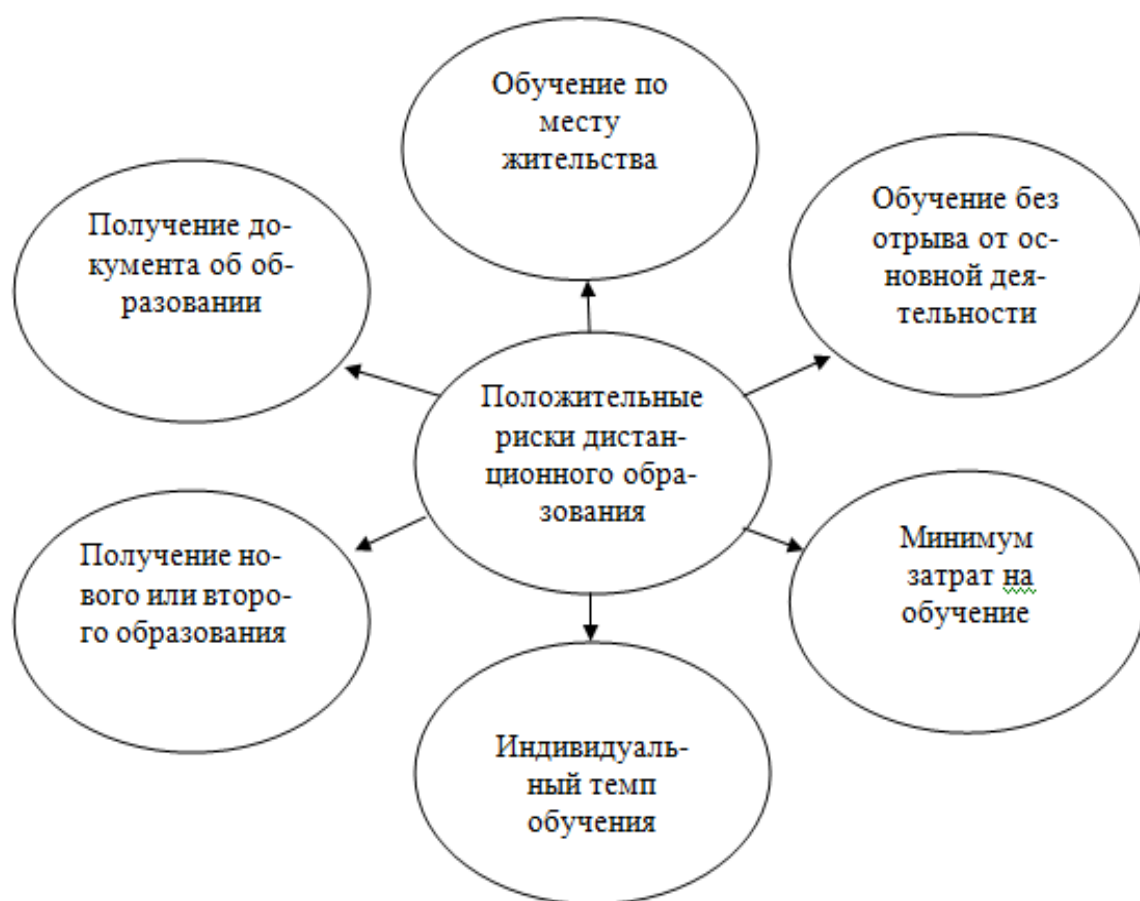 Обучение по
месту
жительства
Получение до-
кумента об об-
разовании
Обучение без
отрыва от ос-
новной дея-
тельности
Положительные
риски дистан-
ционного обра-
зования
Получение но-
вого или второ-
го образования
Минимум
затрат на
обучение
Индивидуаль-
ный темп
обучения